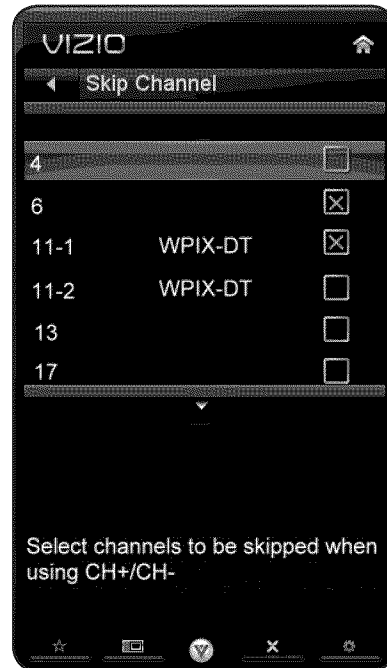 VIZIO
Skip Channel
4
6
11-1 WPIX-DT
11-2 WPIX-DT
13
17
Select channels to be skipped when
using CH+/CH-
V